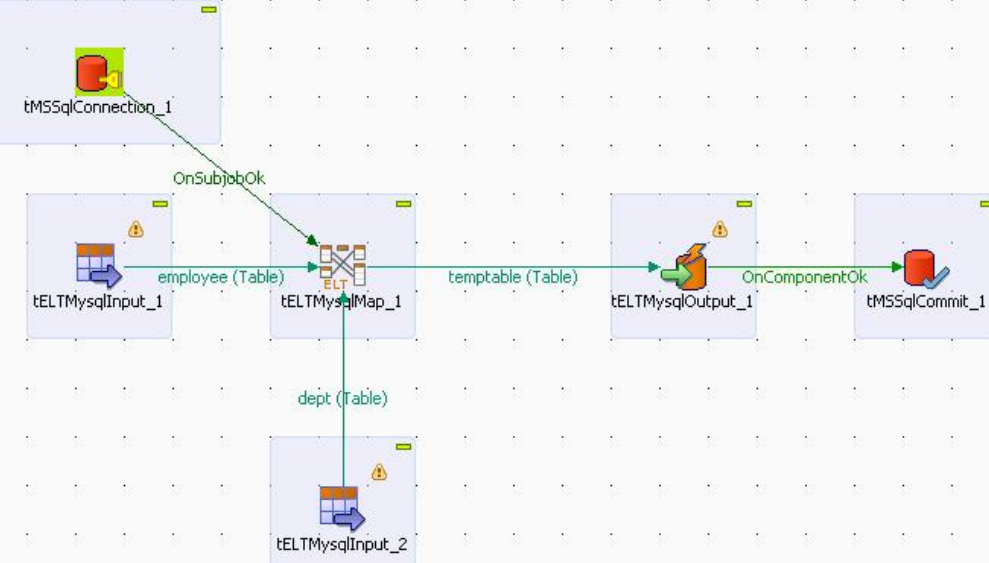 tMSSqlConnection_1
OnSubjobOk
employee (Table)
temptable (Table)
OnComponentOk
tELTMysqlInput_1
ELT
tELTMysqlMap_1
tELTMysqlOutput_1
tMSSqlCommit_1
dept (Table)
tELTMysqlInput_2